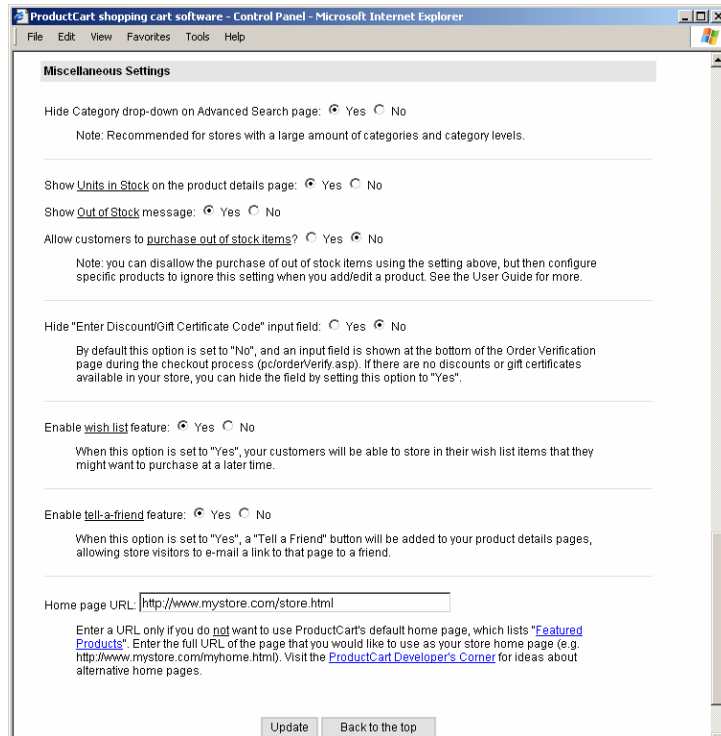 ProductCart shopping cart software - Control Panel - Microsoft Internet Explorer
File Edit View Favorites Tools Help
Miscellaneous Settings
Hide Category drop-down on Advanced Search page: Yes No
Note: Recommended for stores with a large amount of categories and category levels.
Show Units in Stock on the product details page: Yes No
Show Out of Stock message: Yes No
Allow customers to purchase out of stock items? Yes No
Note: you can disallow the purchase of out of stock items using the setting above, but then configure
specific products to ignore this setting when you add/edit a product. See the User Guide for more.
Hide "Enter Discount/Gift Certificate Code" input field: Yes No
By default this option is set to "No", and an input field is shown at the bottom of the Order Verification
page during the checkout process (pc/orderVerify.asp). If there are no discounts or gift certificates
available in your store, you can hide the field by setting this option to "Yes".
Enable wish list feature: Yes No
When this option is set to "Yes", your customers will be able to store in their wish list items that they
might want to purchase at a later time.
Enable tell-a-friend feature: Yes No
When this option is set to "Yes", a "Tell a Friend" button will be added to your product details pages,
allowing store visitors to e-mail a link to that page to a friend.
Home page URL: http://www.mystore.com/store.html
Enter a URL only if you do not want to use ProductCart's default home page, which lists "Featured
Products". Enter the full URL of the page that you would like to use as your store home page (e.g.
http://www.mystore.com/myhome.html). Visit the ProductCart Developer's Corner for ideas about
alternative home pages.
Update Back to the top